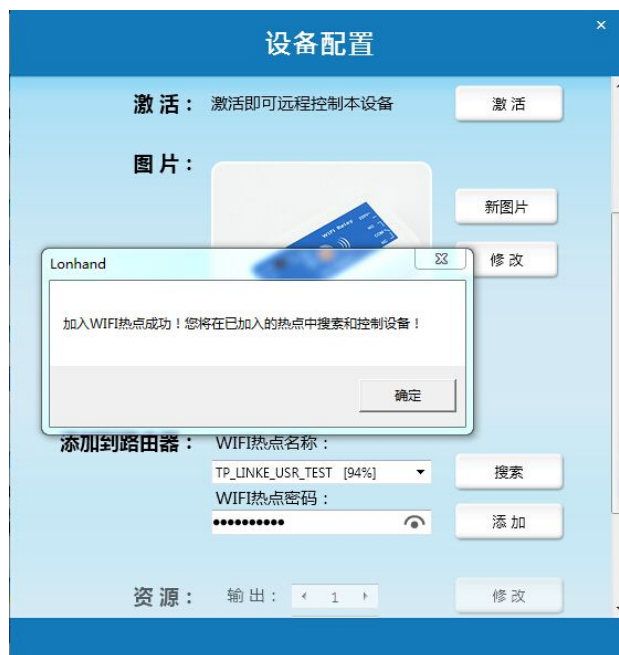 设备配置
激活： 激活即可远程控制本设备 激活
图片：
WIFI Relay
新图片
修改
Lonhand
加入WIFI热点成功！您将在已加入的热点中搜索和控制设备！
确定
添加到路由器： WIFI热点名称：
TP_LINKE_USR_TEST [94%] 搜索
WIFI热点密码：
•••••••••• 添加
资源： 输出： 1 修改